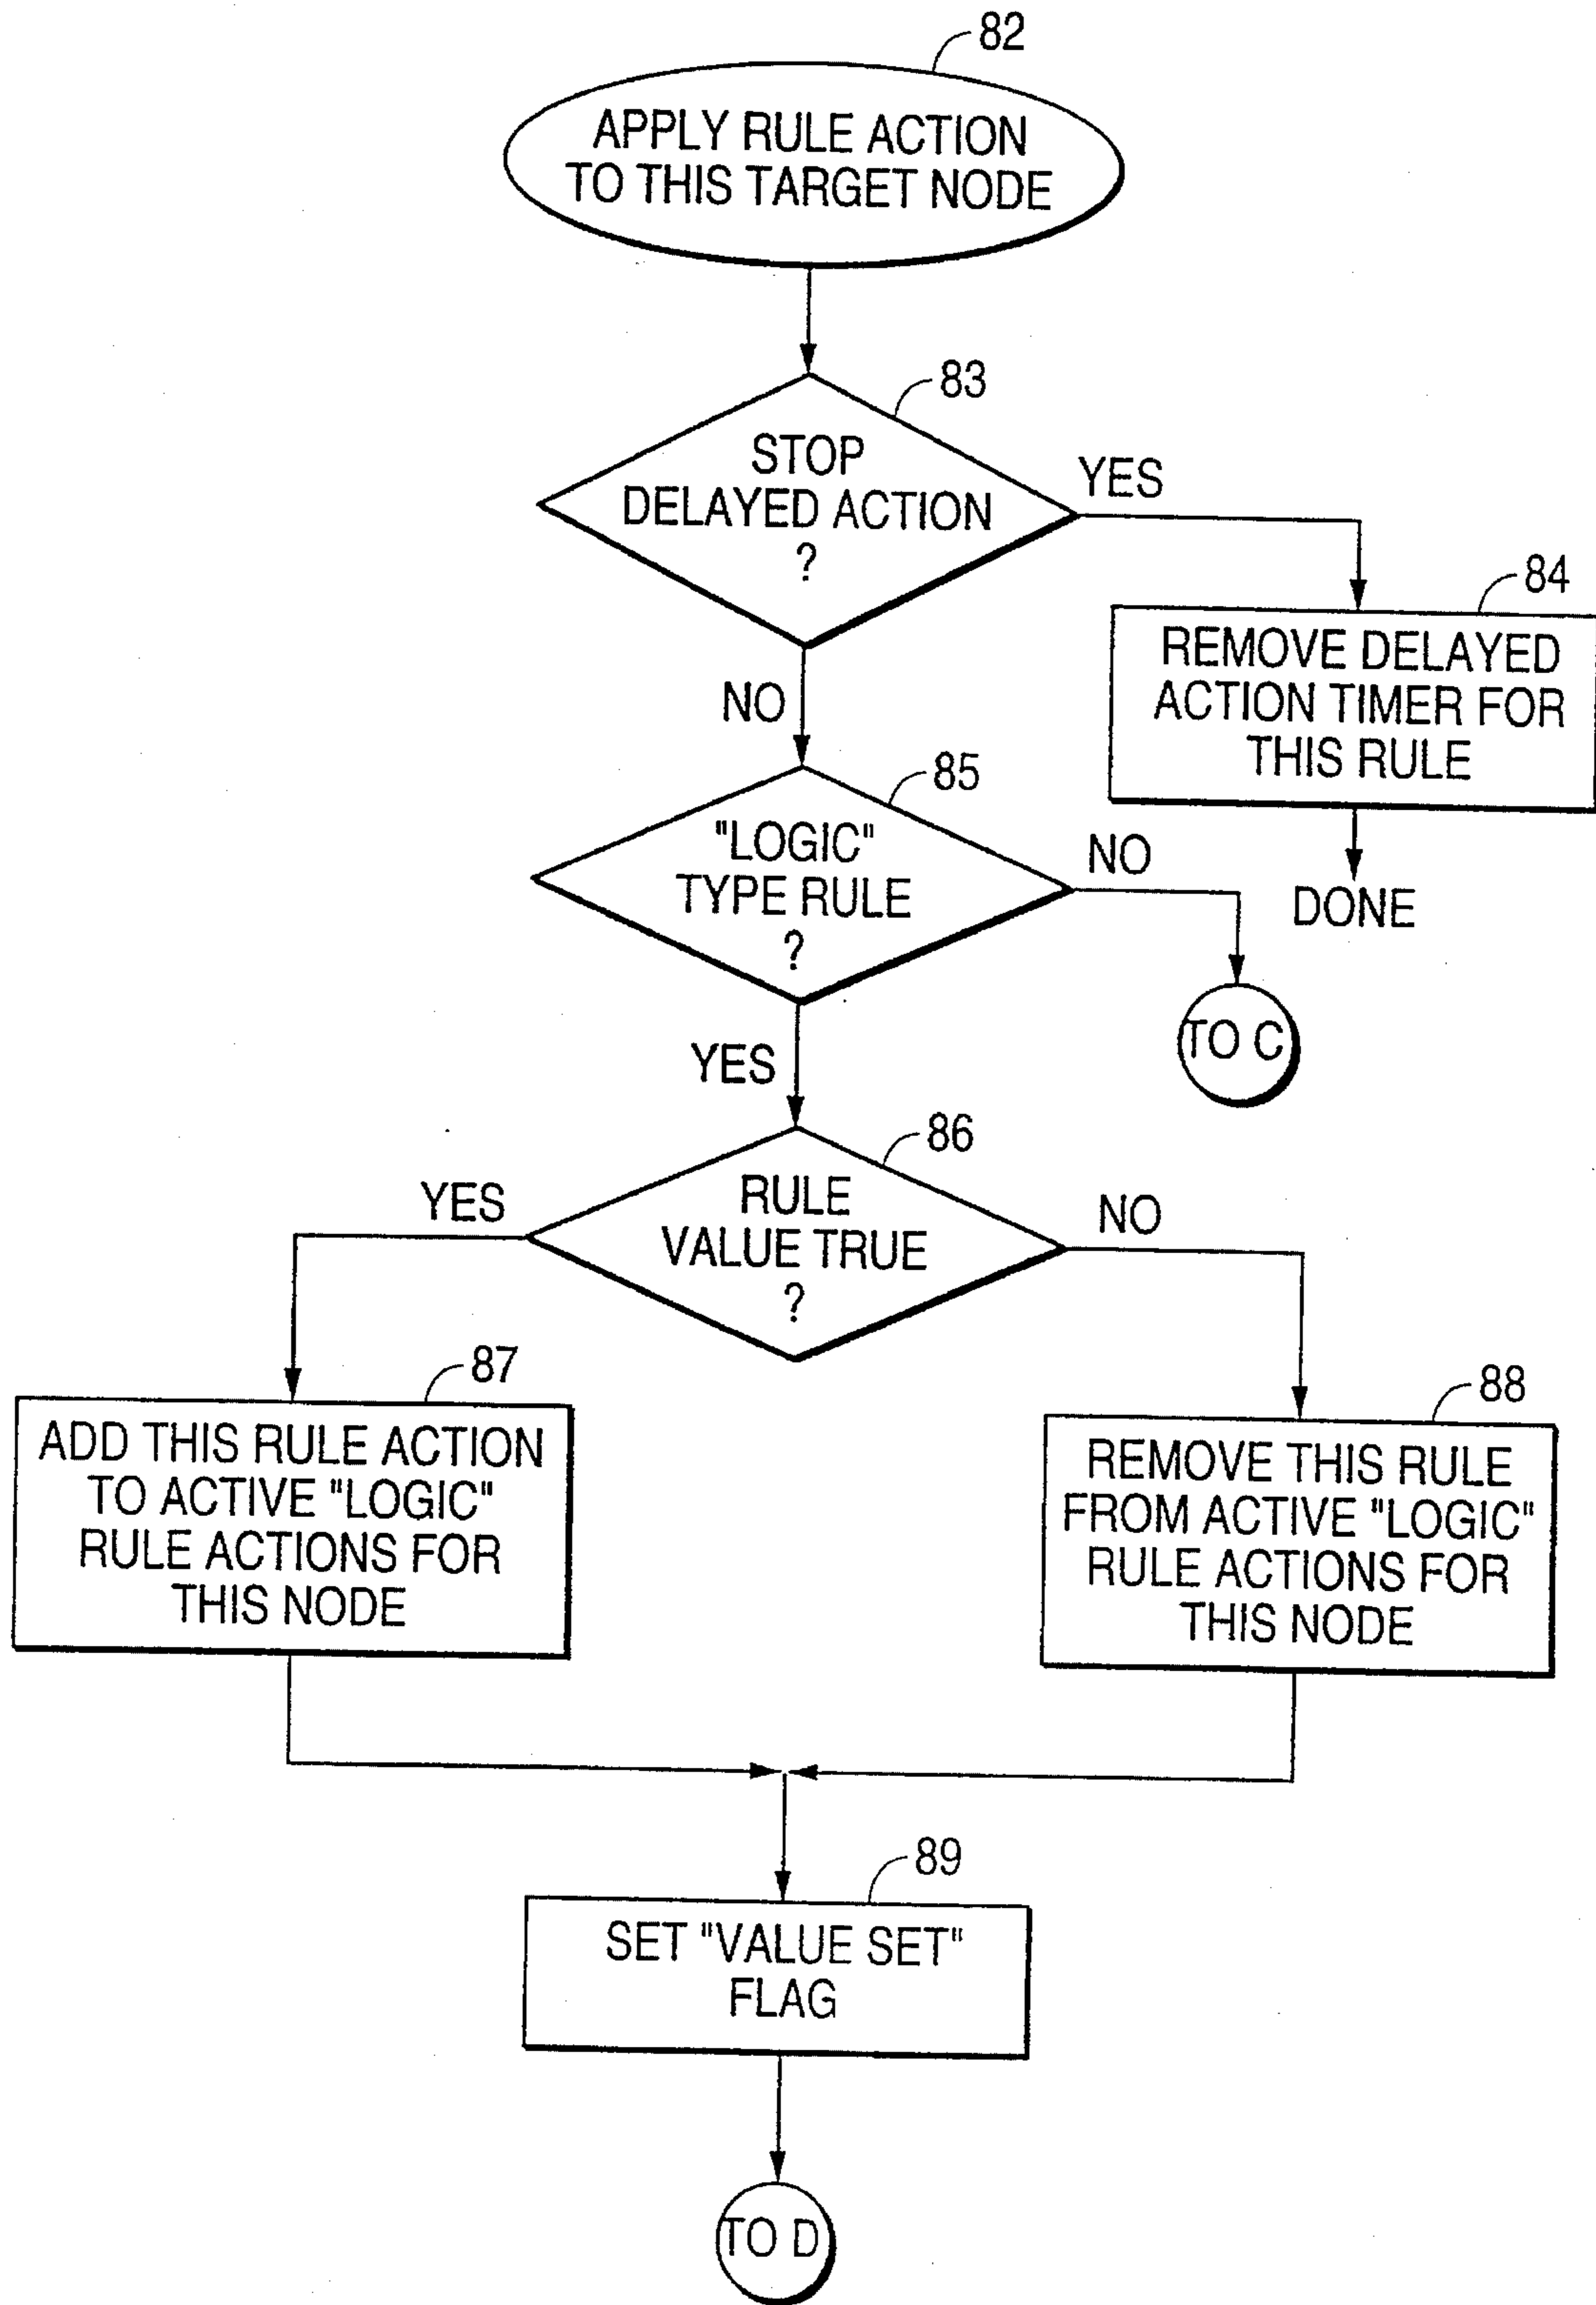 82
APPLY RULE ACTION
TO THIS TARGET NODE
83
STOP
DELAYED ACTION
?
YES
84
REMOVE DELAYED
ACTION TIMER FOR
THIS RULE
DONE
NO
85
"LOGIC"
TYPE RULE
?
NO
TO C
YES
86
RULE
VALUE TRUE
?
YES
NO
87
ADD THIS RULE ACTION
TO ACTIVE "LOGIC"
RULE ACTIONS FOR
THIS NODE
88
REMOVE THIS RULE
FROM ACTIVE "LOGIC"
RULE ACTIONS FOR
THIS NODE
89
SET "VALUE SET"
FLAG
TO D